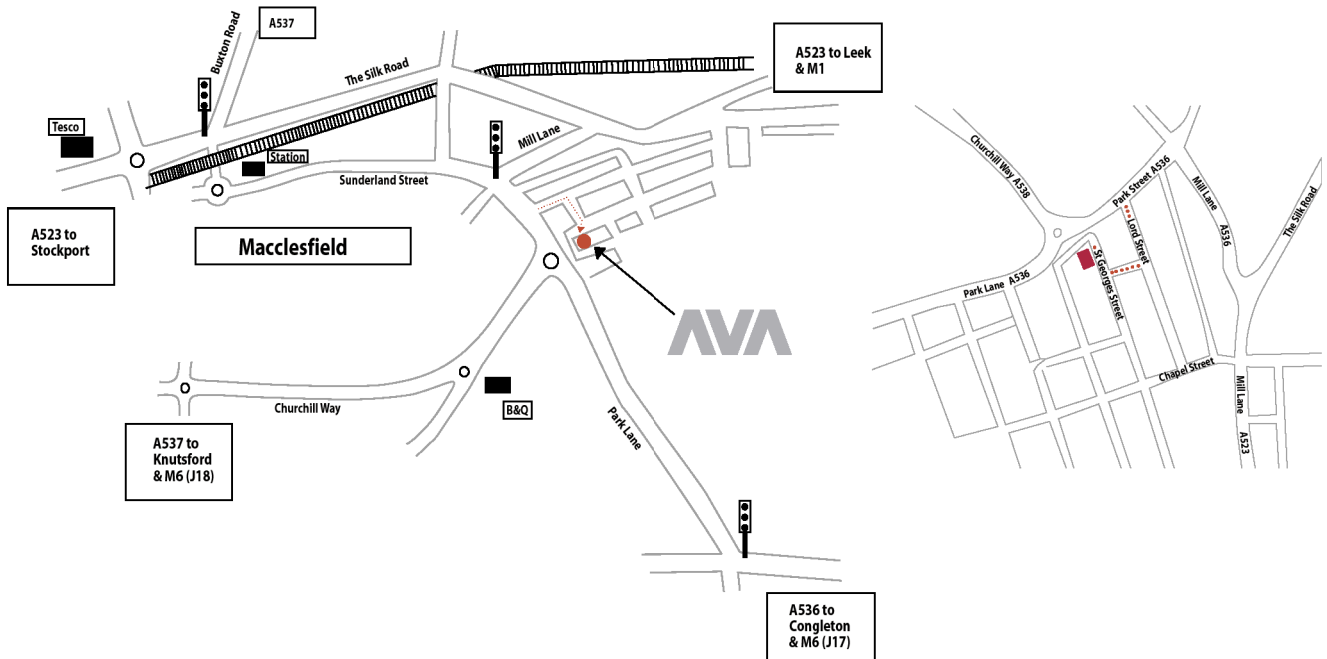 A537
Buxton Road
The Silk Road
A523 to Leek
& M1
Tesco
Station
Mill Lane
Sunderland Street
A523 to
Stockport
Macclesfield
AVA
Churchill Way
B&Q
Park Lane
A537 to
Knutsford
& M6 (J18)
A536 to
Congleton
& M6 (J17)
Churchill Way A538
Park Street A536
Mill Lane
A536
The Silk Road
Lord Street
St Georges Street
Park Lane A536
Chapel Street
Mill Lane
A523